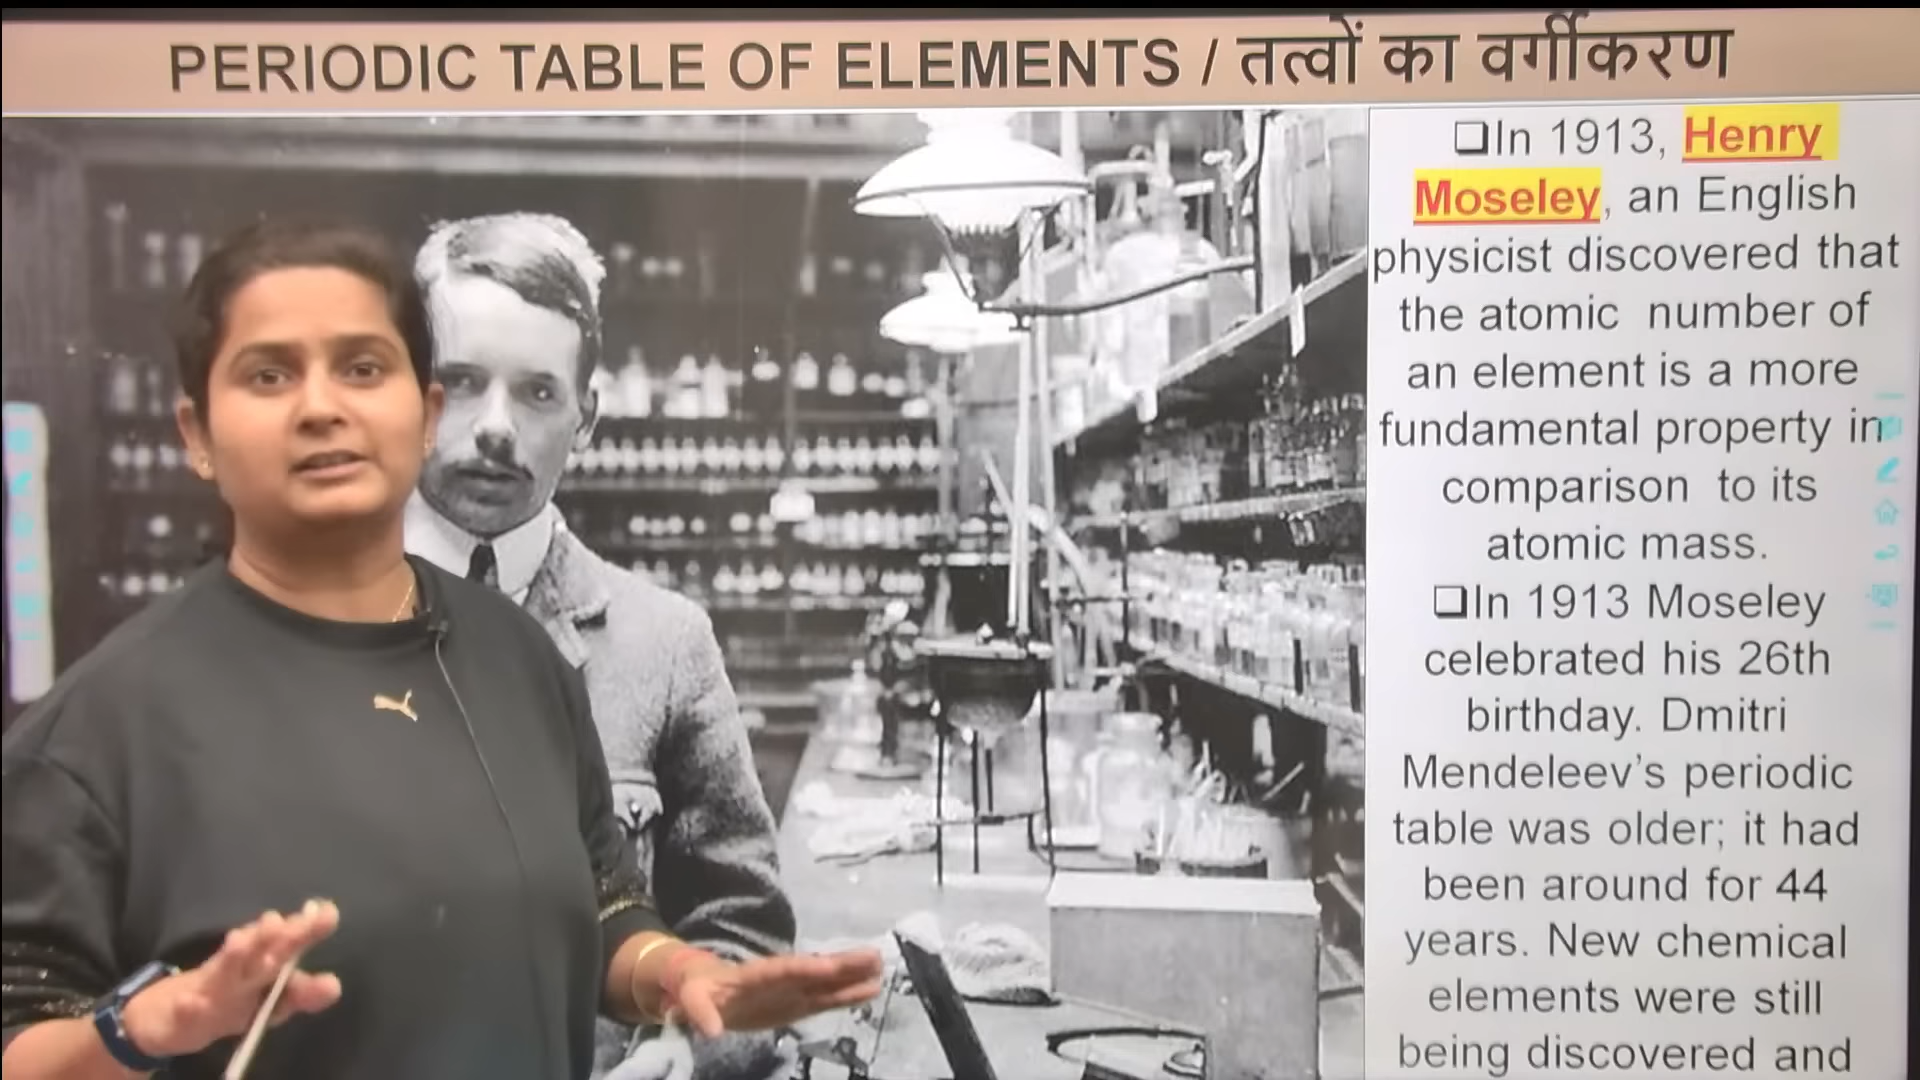 PERIODIC TABLE OF ELEMENTS / तत्वों का वर्गीकरण
❑In 1913, Henry
Moseley, an English
physicist discovered that
the atomic number of
an element is a more
fundamental property in
comparison to its
atomic mass.
❑In 1913 Moseley
celebrated his 26th
birthday. Dmitri
Mendeleev’s periodic
table was older; it had
been around for 44
years. New chemical
elements were still
being discovered and